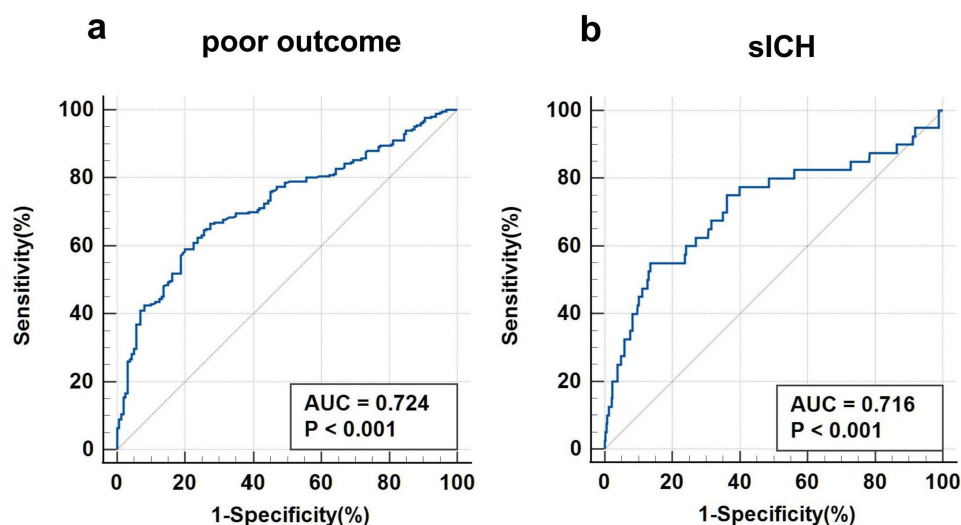 a
poor outcome
100
80
60
40
20
0
Sensitivity(%)
AUC = 0.724
P < 0.001
0 20 40 60 80 100
1-Specificity(%)
b
sICH
100
80
60
40
20
0
Sensitivity(%)
AUC = 0.716
P < 0.001
0 20 40 60 80 100
1-Specificity(%)